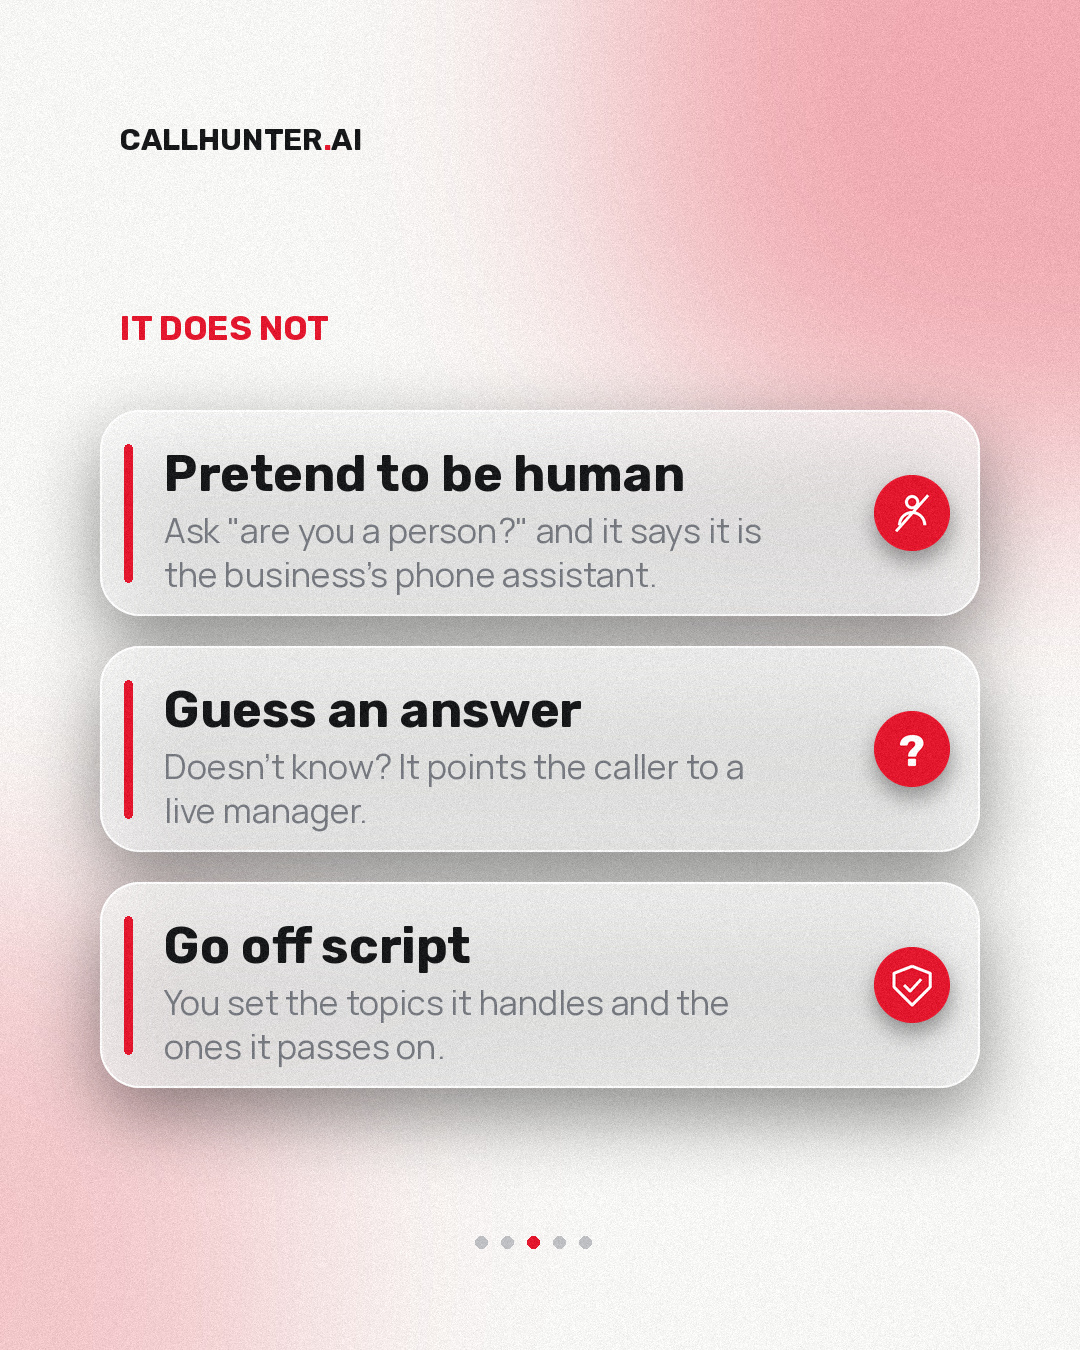 CALLHUNTER.AI
IT DOES NOT
Pretend to be human
Ask "are you a person?" and it says it is
the business’s phone assistant.
Guess an answer
Doesn’t know? It points the caller to a
live manager.
?
Go off script
You set the topics it handles and the
ones it passes on.